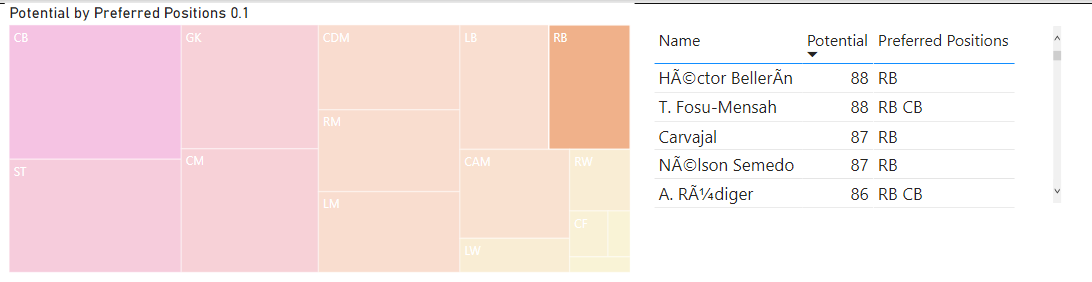 Potential by Preferred Positions 0.1
CB
GK
CDM
LB
RB
RM
ST
CM
CAM
RW
LM
CF
LW
Name Potential Preferred Positions
HÃ©ctor BellerÃn 88 RB
T. Fosu-Mensah 88 RB CB
Carvajal 87 RB
NÃ©lson Semedo 87 RB
A. RÃ¼diger 86 RB CB